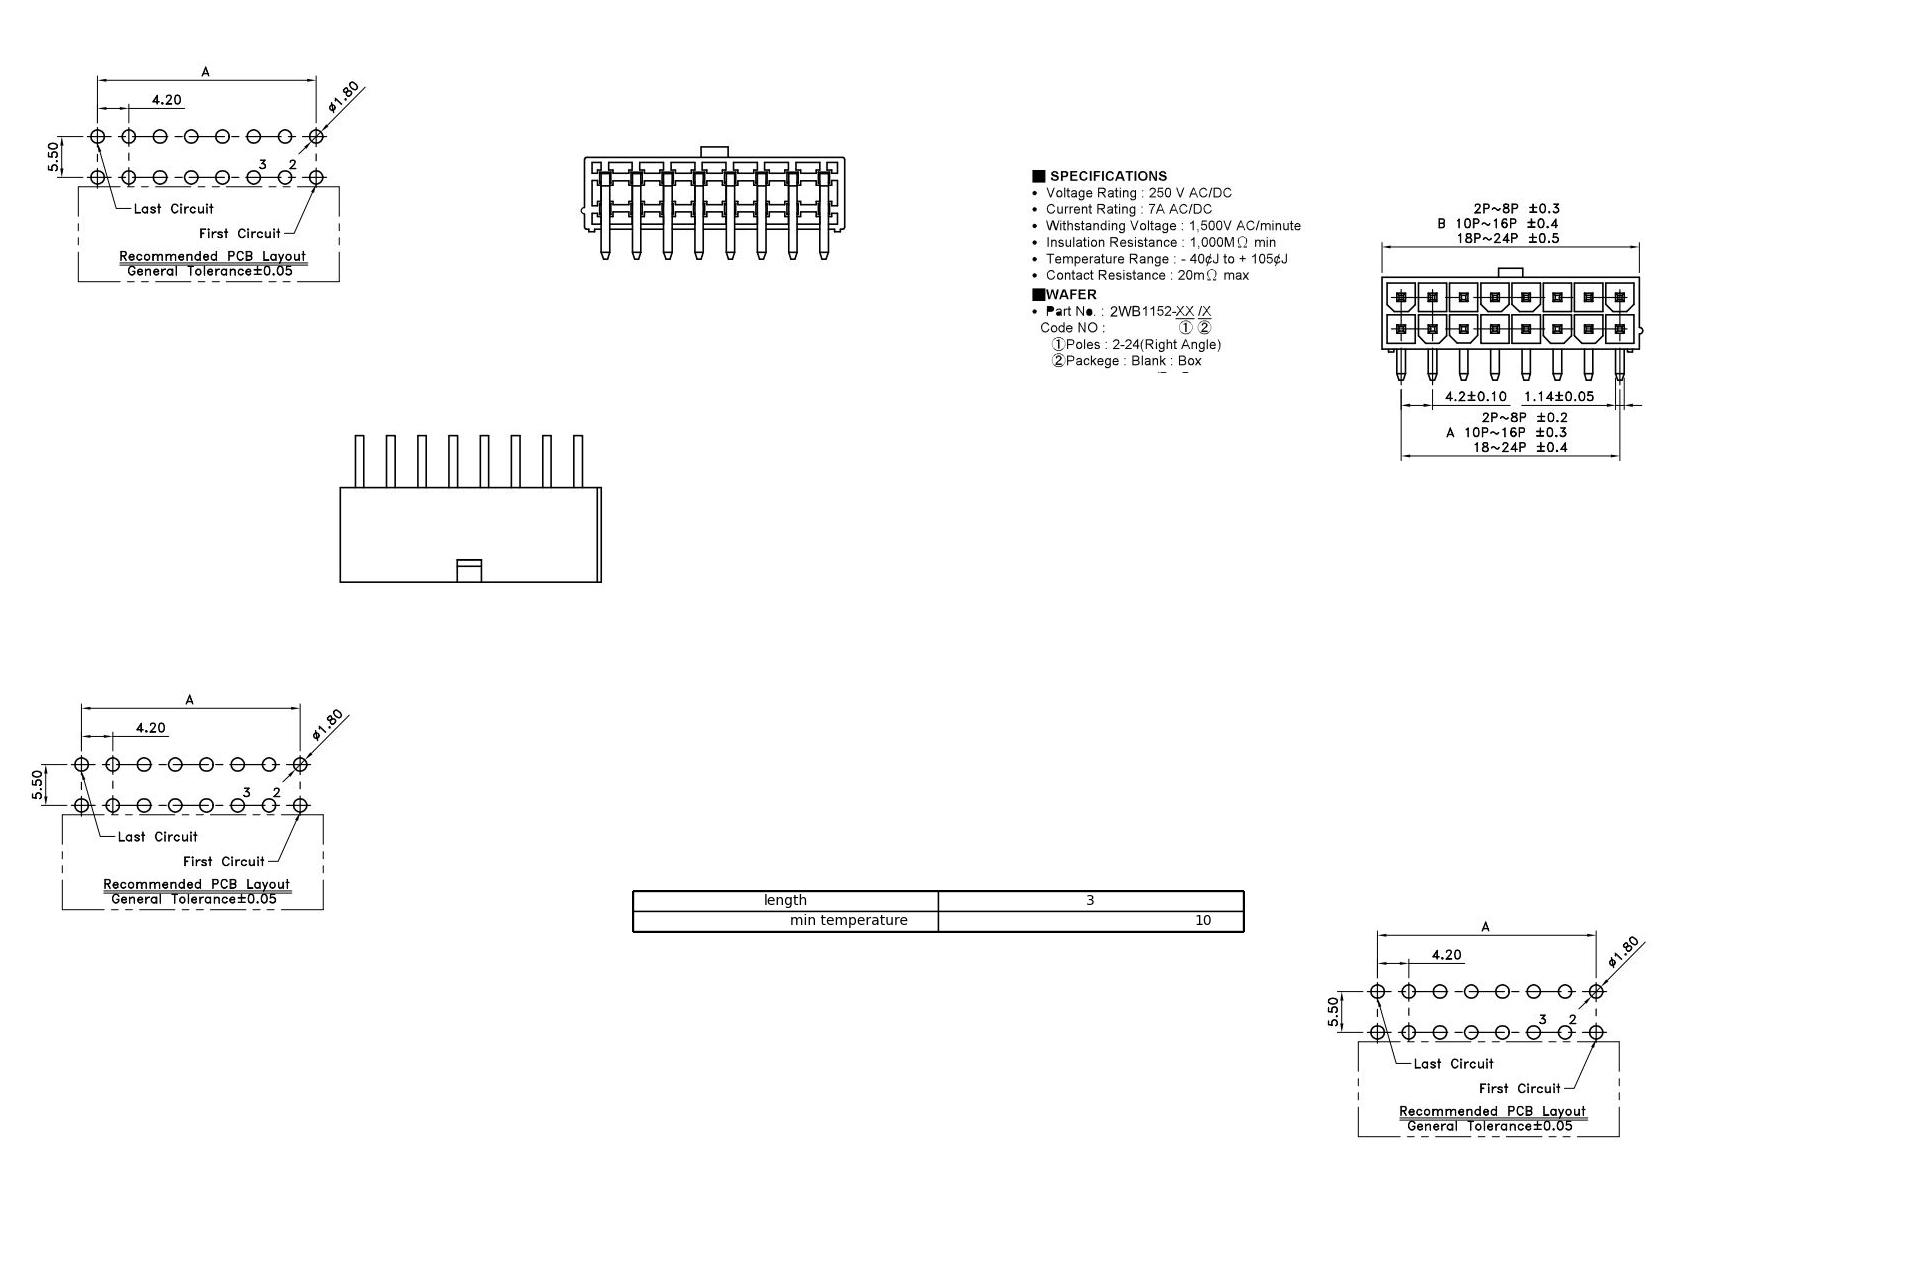 A
4.20
ø1.80
5.50
3 2
Last Circuit
First Circuit
Recommended PCB Layout
General Tolerance±0.05
■ SPECIFICATIONS
• Voltage Rating : 250 V AC/DC
• Current Rating : 7A AC/DC
• Withstanding Voltage : 1,500V AC/minute
• Insulation Resistance : 1,000MΩ min
• Temperature Range : - 40¢J to + 105¢J
• Contact Resistance : 20mΩ max
■WAFER
• Part No. : 2WB1152-XX /X
Code NO : ① ②
①Poles : 2-24(Right Angle)
②Packege : Blank : Box
2P~8P ±0.3
B 10P~16P ±0.4
18P~24P ±0.5
4.2±0.10 1.14±0.05
2P~8P ±0.2
A 10P~16P ±0.3
18~24P ±0.4
A
4.20
ø1.80
5.50
3 2
Last Circuit
First Circuit
Recommended PCB Layout
General Tolerance±0.05
length 3
min temperature 10
A
4.20
ø1.80
5.50
3 2
Last Circuit
First Circuit
Recommended PCB Layout
General Tolerance±0.05